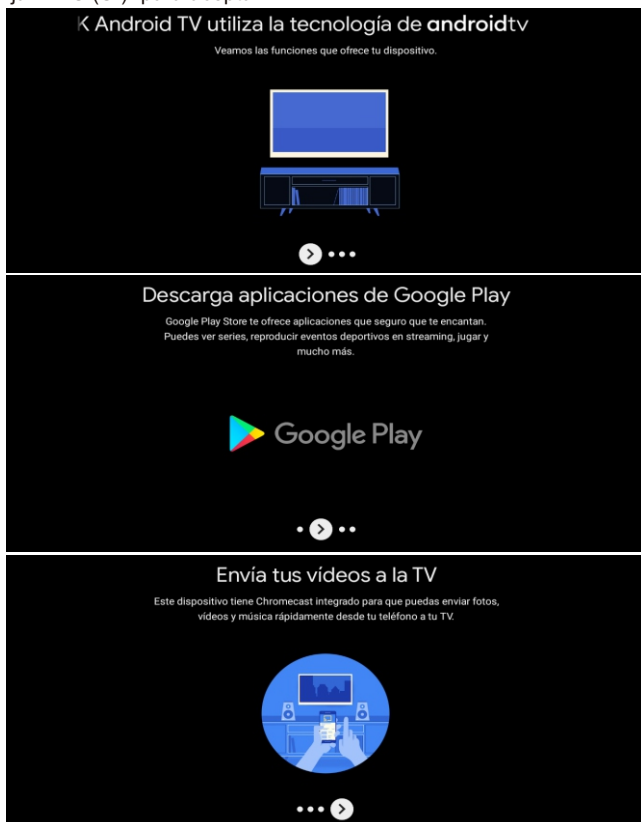 K Android TV utiliza la tecnología de androidtv
Veamos las funciones que ofrece tu dispositivo.
Descarga aplicaciones de Google Play
Google Play Store te ofrece aplicaciones que seguro que te encantan.
Puedes ver series, reproducir eventos deportivos en streaming, jugar y
mucho más.
Google Play
Envía tus vídeos a la TV
Este dispositivo tiene Chromecast integrado para que puedas enviar fotos,
vídeos y música rápidamente desde tu teléfono a tu TV.